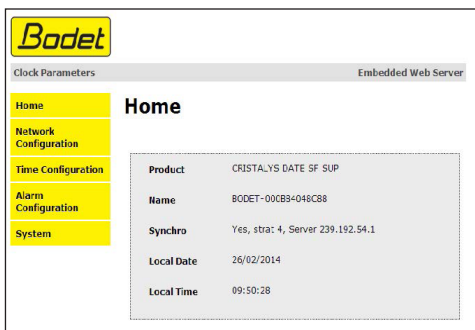 Bodet
Clock Parameters Embedded Web Server
Home
Network
Configuration
Time Configuration
Alarm
Configuration
System
Home
Product CRISTALYS DATE SF SUP
Name BODET-000BB4048C88
Synchro Yes, strat 4, Server 239.192.54.1
Local Date 26/02/2014
Local Time 09:50:28